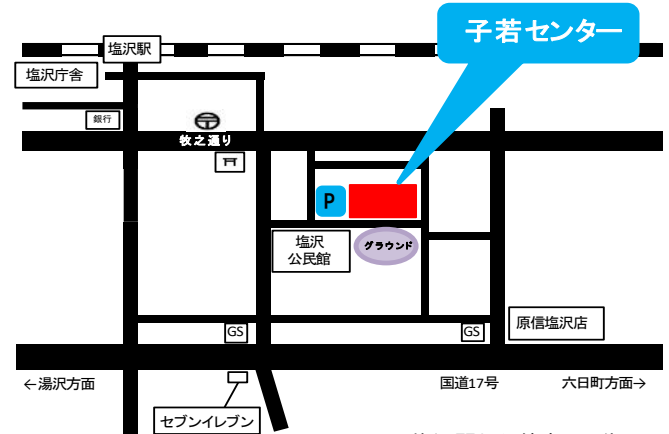 子若センター
塩沢駅
塩沢庁舎
銀行
牧之通り
P
塩沢
公民館
グラウンド
GS
GS
原信塩沢店
←湯沢方面
国道17号
六日町方面→
セブンイレブン